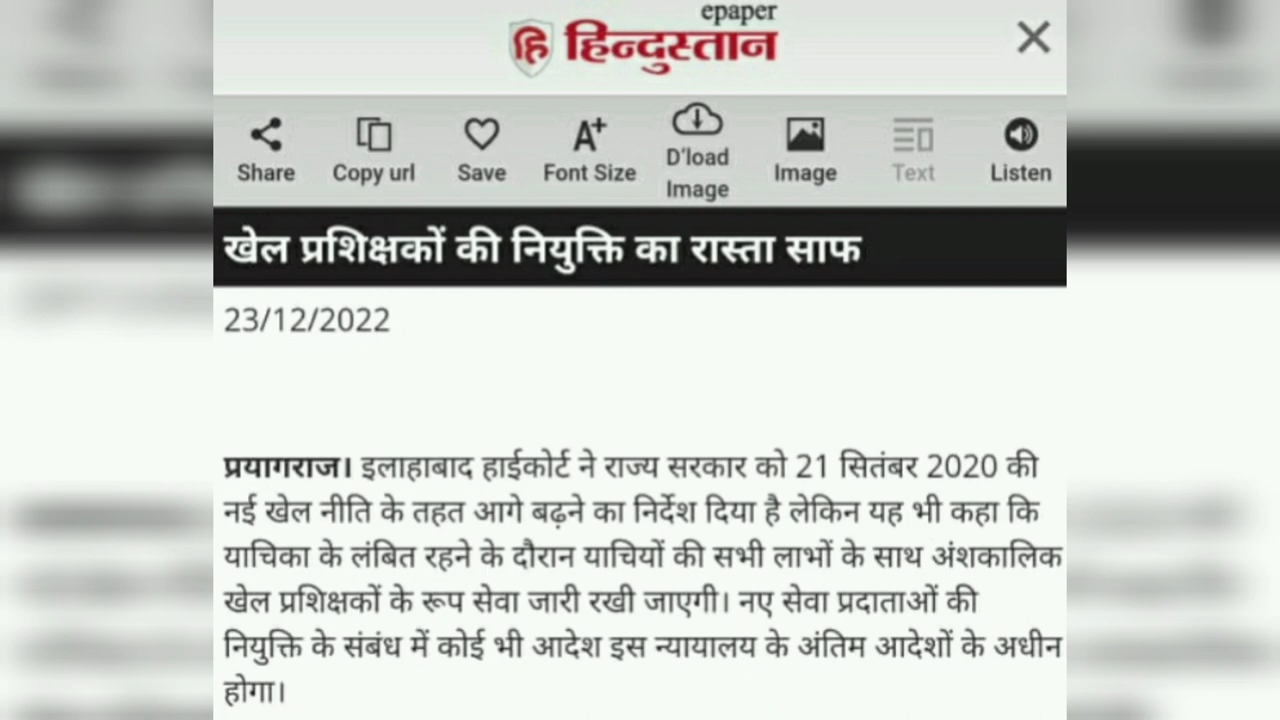 epaper
हि हिन्दुस्तान
Share Copy url Save Font Size D'load Image Image Text Listen
खेल प्रशिक्षकों की नियुक्ति का रास्ता साफ
23/12/2022
प्रयागराज। इलाहाबाद हाईकोर्ट ने राज्य सरकार को 21 सितंबर 2020 की
नई खेल नीति के तहत आगे बढ़ने का निर्देश दिया है लेकिन यह भी कहा कि
याचिका के लंबित रहने के दौरान याचियों की सभी लाभों के साथ अंशकालिक
खेल प्रशिक्षकों के रूप सेवा जारी रखी जाएगी। नए सेवा प्रदाताओं की
नियुक्ति के संबंध में कोई भी आदेश इस न्यायालय के अंतिम आदेशों के अधीन
होगा।